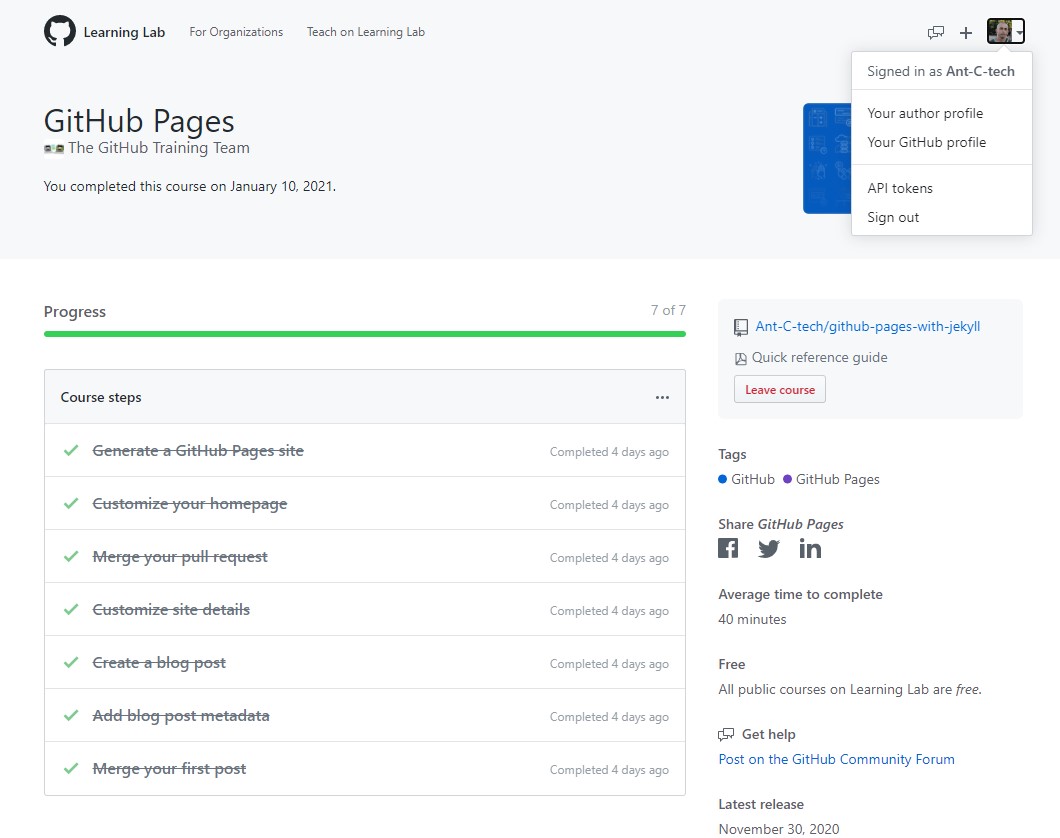 Learning Lab For Organizations Teach on Learning Lab
Signed in as Ant-C-tech
Your author profile
Your GitHub profile
API tokens
Sign out
GitHub Pages
The GitHub Training Team
You completed this course on January 10, 2021.
Progress 7 of 7
Course steps
Generate a GitHub Pages site Completed 4 days ago
Customize your homepage Completed 4 days ago
Merge your pull request Completed 4 days ago
Customize site details Completed 4 days ago
Create a blog post Completed 4 days ago
Add blog post metadata Completed 4 days ago
Merge your first post Completed 4 days ago
Ant-C-tech/github-pages-with-jekyll
Quick reference guide
Leave course
Tags
GitHub GitHub Pages
Share GitHub Pages
Average time to complete
40 minutes
Free
All public courses on Learning Lab are free.
Get help
Post on the GitHub Community Forum
Latest release
November 30, 2020